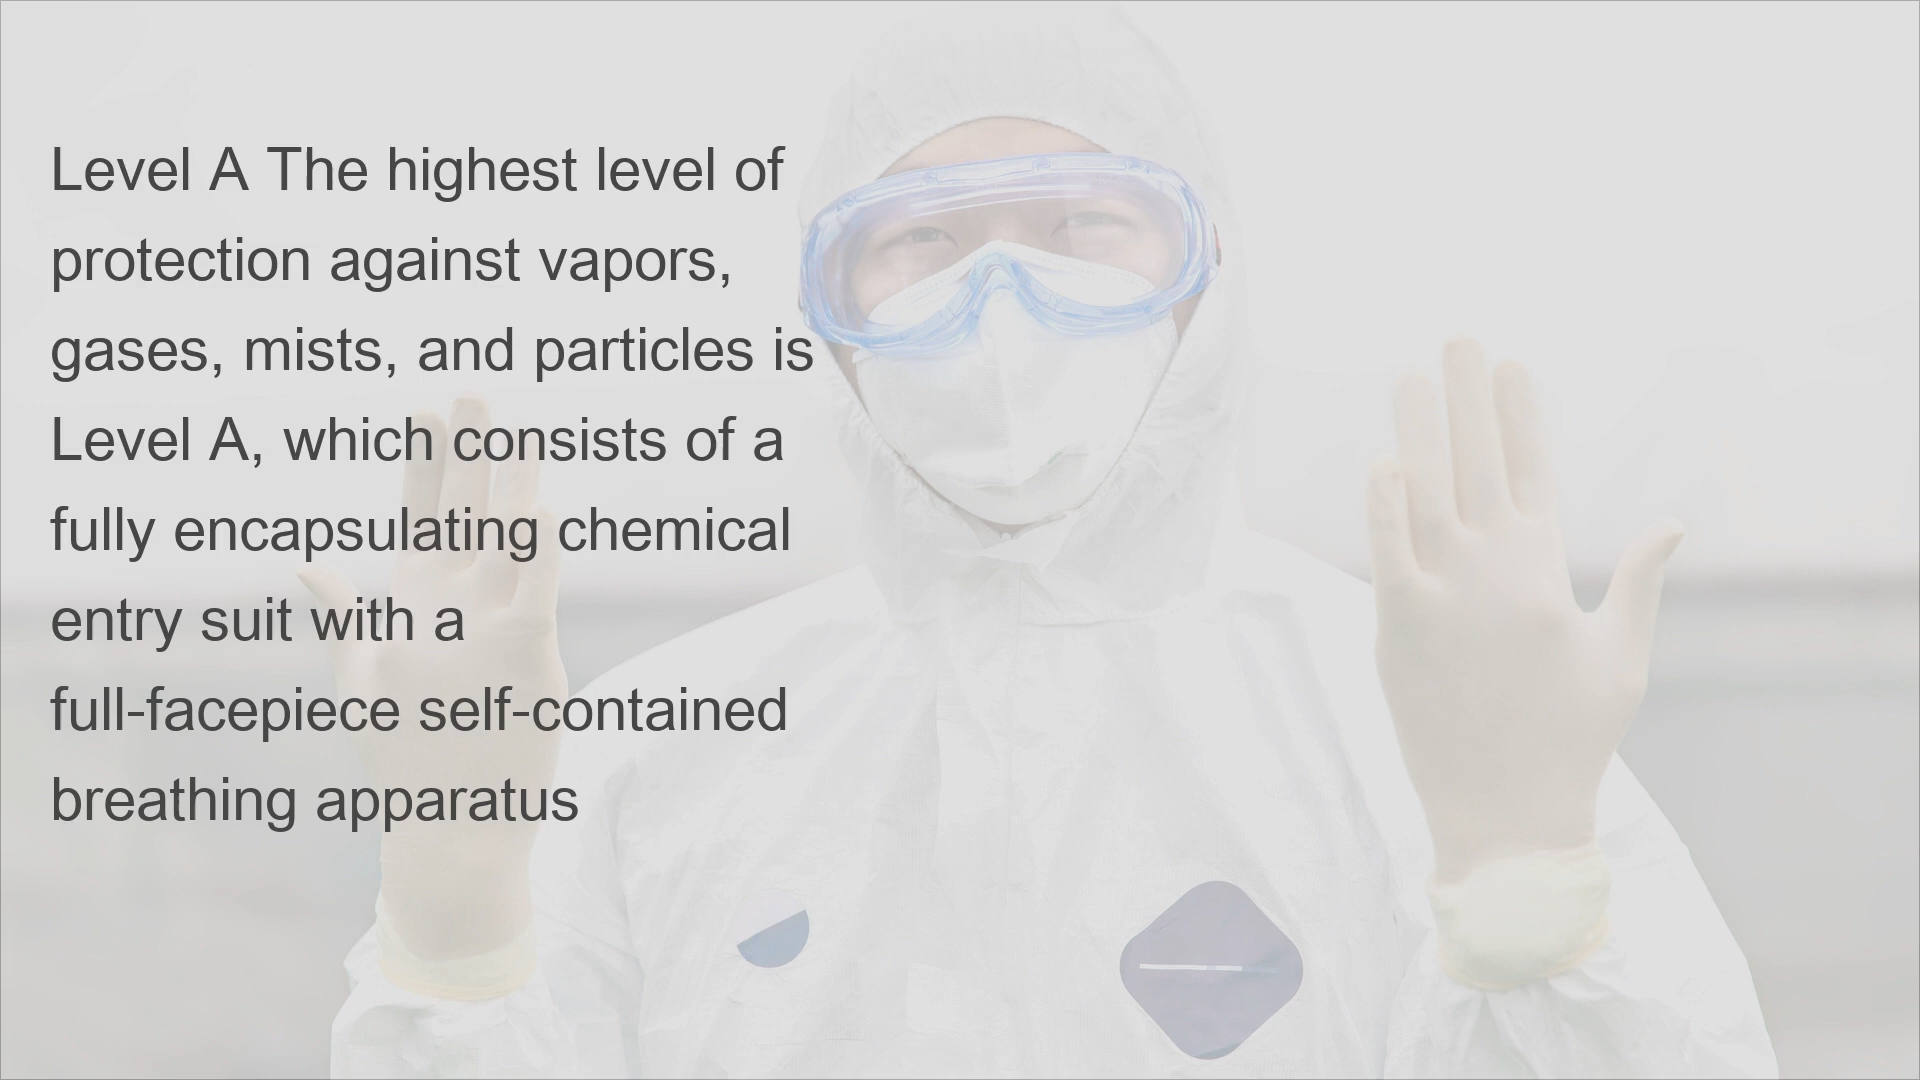 Level A The highest level of
protection against vapors,
gases, mists, and particles is
Level A, which consists of a
fully encapsulating chemical
entry suit with a
full-facepiece self-contained
breathing apparatus